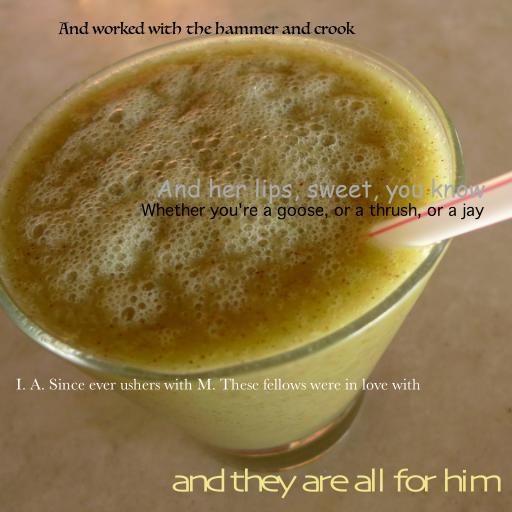 And worked with the hammer and crook
And her lips, sweet, you know
Whether you're a goose, or a thrush, or a jay
I. A. Since ever ushers with M. These fellows were in love with
and they are all for him